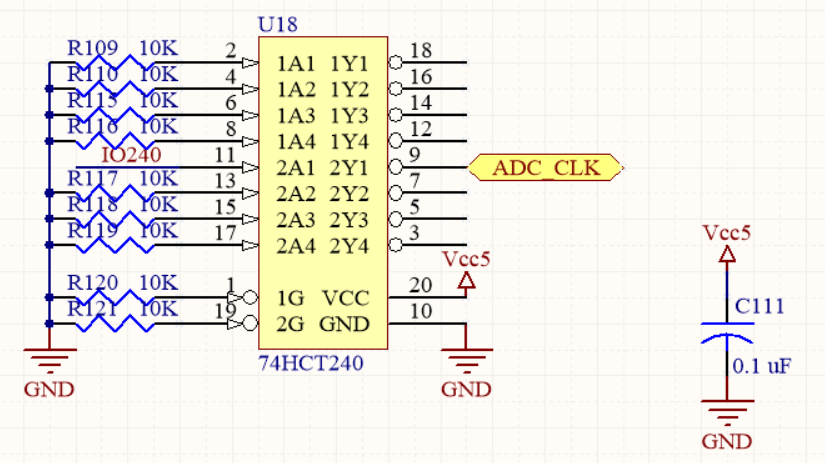 U18
R109 10K 2 1A1 1Y1 18
R110 10K 4 1A2 1Y2 16
R115 10K 6 1A3 1Y3 14
R116 10K 8 1A4 1Y4 12
IO240 11 2A1 2Y1 9 ADC_CLK
R117 10K 13 2A2 2Y2 7
R118 10K 15 2A3 2Y3 5
R119 10K 17 2A4 2Y4 3
Vcc5
R120 10K 1 1G VCC 20
R121 10K 19 2G GND 10
74HCT240
GND
GND
Vcc5
C111
0.1 uF
GND